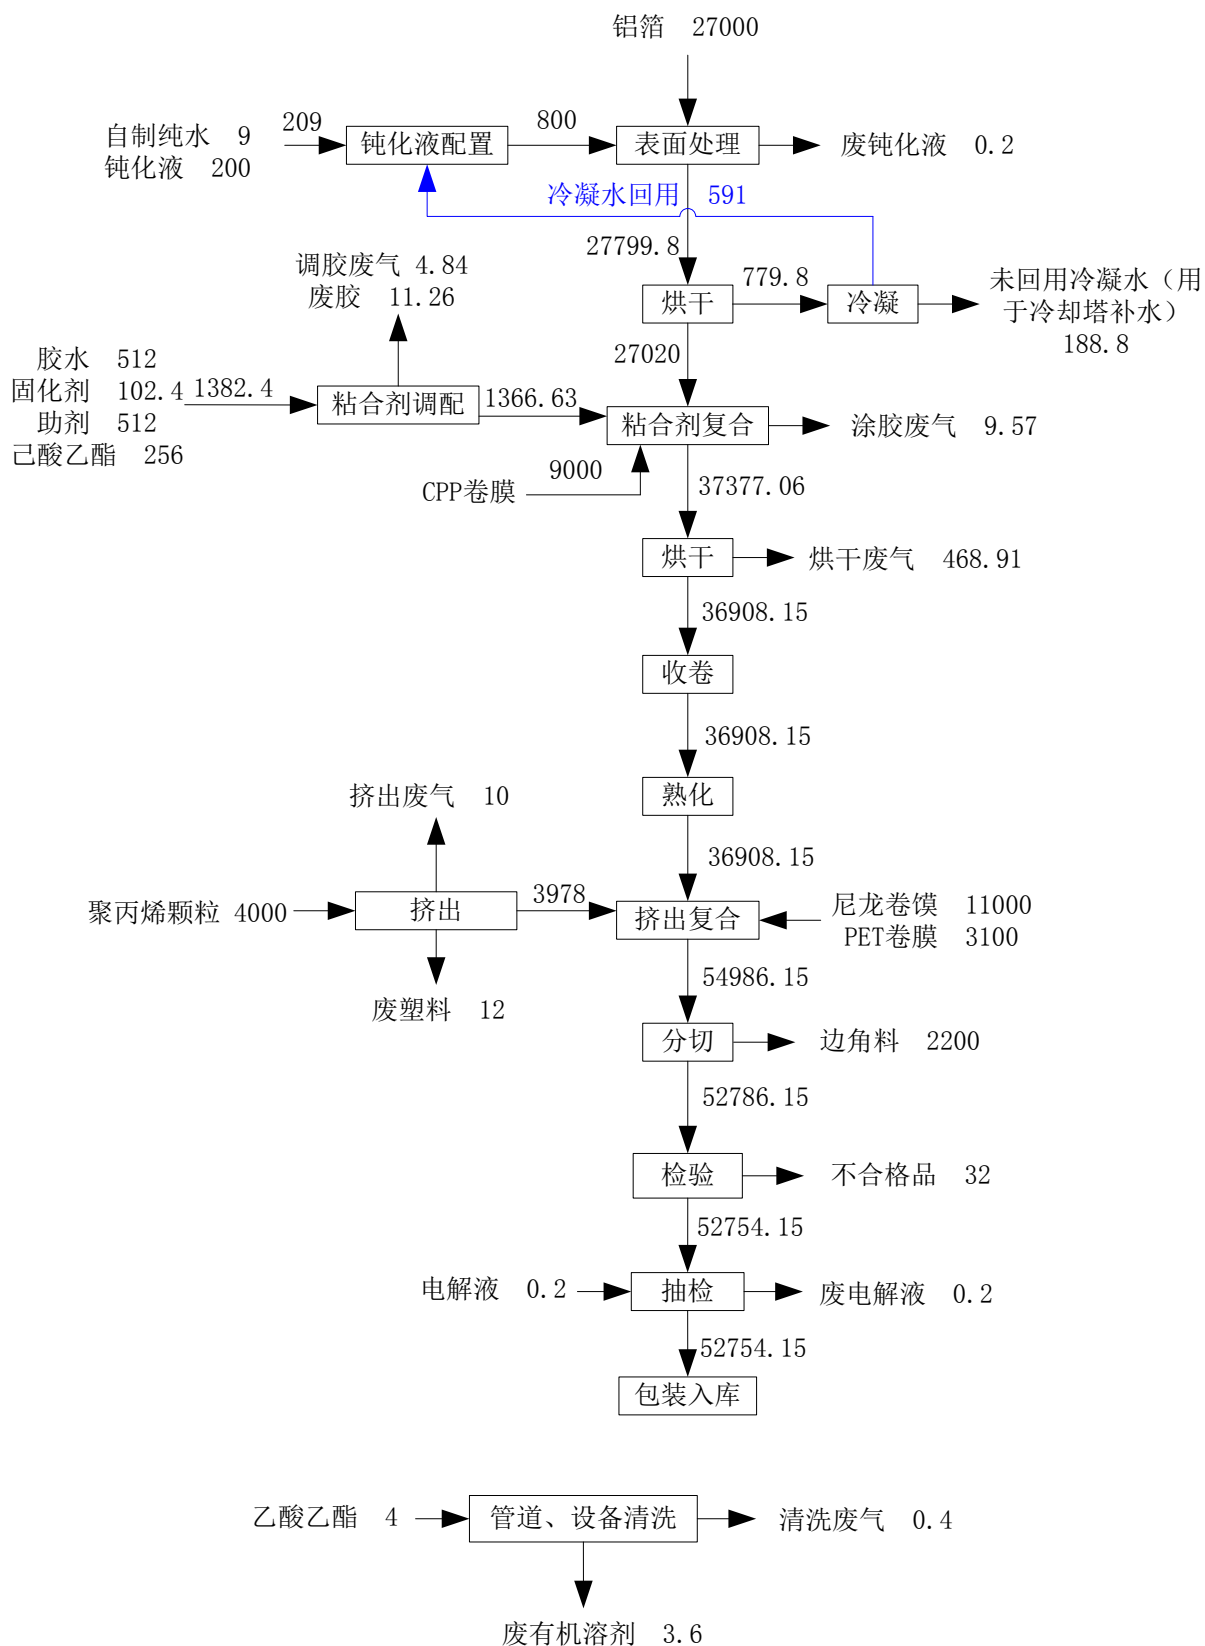 铝箔 27000
自制纯水 9
钝化液 200
209
钝化液配置
800
表面处理
废钝化液 0.2
冷凝水回用 591
27799.8
调胶废气 4.84
废胶 11.26
烘干
779.8
冷凝
未回用冷凝水（用
于冷却塔补水）
188.8
27020
胶水 512
固化剂 102.4
助剂 512
己酸乙酯 256
1382.4
粘合剂调配
1366.63
粘合剂复合
涂胶废气 9.57
CPP卷膜
9000
37377.06
烘干
烘干废气 468.91
36908.15
收卷
36908.15
熟化
挤出废气 10
36908.15
聚丙烯颗粒 4000
挤出
3978
挤出复合
尼龙卷馍 11000
PET卷膜 3100
废塑料 12
54986.15
分切
边角料 2200
52786.15
检验
不合格品 32
52754.15
电解液 0.2
抽检
废电解液 0.2
52754.15
包装入库
乙酸乙酯 4
管道、设备清洗
清洗废气 0.4
废有机溶剂 3.6